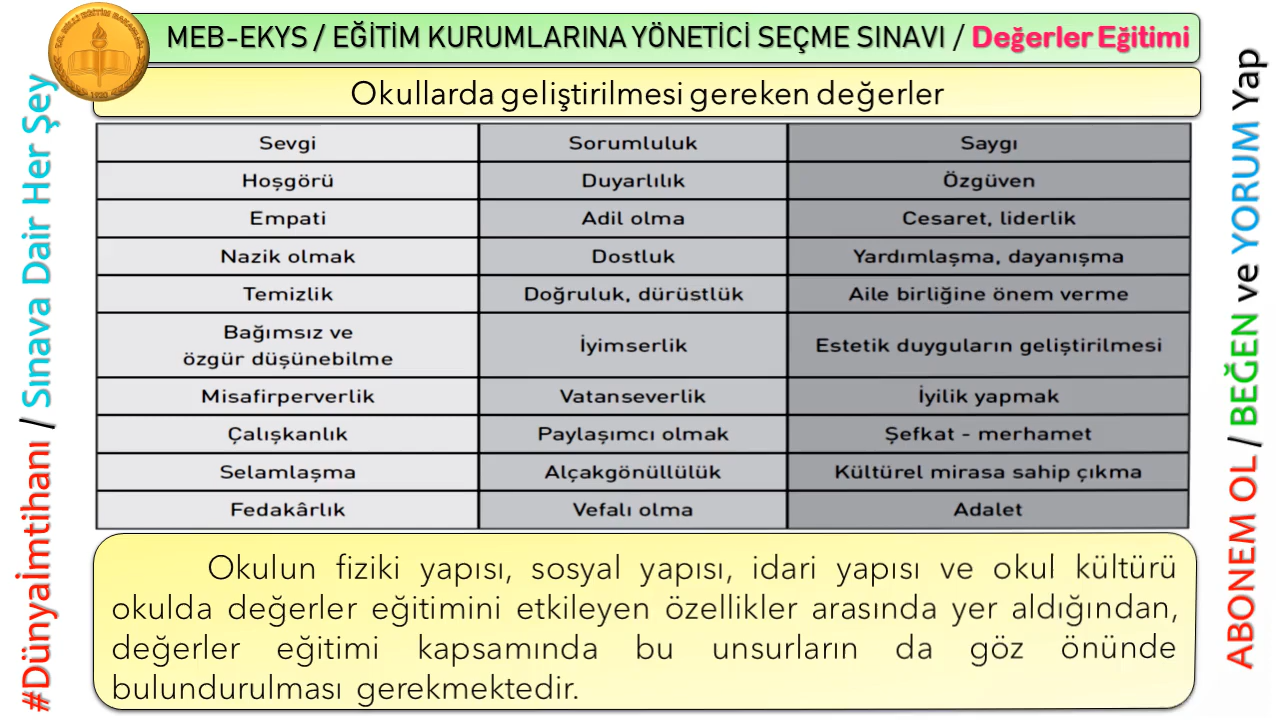 MEB-EKYS / EĞİTİM KURUMLARINA YÖNETİCİ SEÇME SINAVI / Değerler Eğitimi
Okullarda geliştirilmesi gereken değerler
Sevgi Sorumluluk Saygı
Hoşgörü Duyarlılık Özgüven
Empati Adil olma Cesaret, liderlik
Nazik olmak Dostluk Yardımlaşma, dayanışma
Temizlik Doğruluk, dürüstlük Aile birliğine önem verme
Bağımsız ve
özgür düşünebilme İyimserlik Estetik duyguların geliştirilmesi
Misafirperverlik Vatanseverlik İyilik yapmak
Çalışkanlık Paylaşımcı olmak Şefkat - merhamet
Selamlaşma Alçakgönüllülük Kültürel mirasa sahip çıkma
Fedakârlık Vefalı olma Adalet
Okulun fiziki yapısı, sosyal yapısı, idari yapısı ve okul kültürü
okulda değerler eğitimini etkileyen özellikler arasında yer aldığından,
değerler eğitimi kapsamında bu unsurların da göz önünde
bulundurulması gerekmektedir.
#Dünyaİmtihanı / Sınava Dair Her Şey
ABONEM OL / BEĞEN ve YORUM Yap